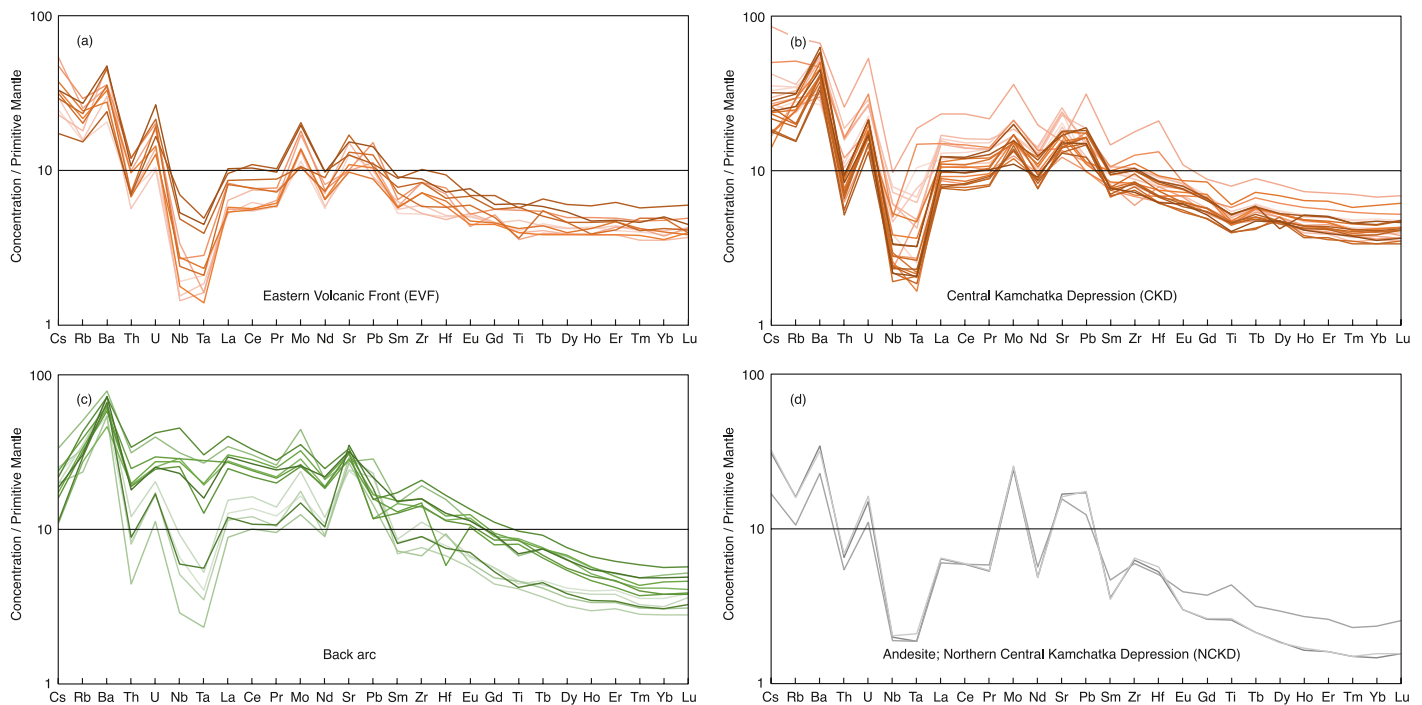 100
(a)
Concentration / Primitive Mantle
10
Eastern Volcanic Front (EVF)
1
Cs Rb Ba Th U Nb Ta La Ce Pr Mo Nd Sr Pb Sm Zr Hf Eu Gd Ti Tb Dy Ho Er Tm Yb Lu
100
(b)
Concentration / Primitive Mantle
10
Central Kamchatka Depression (CKD)
1
Cs Rb Ba Th U Nb Ta La Ce Pr Mo Nd Sr Pb Sm Zr Hf Eu Gd Ti Tb Dy Ho Er Tm Yb Lu
100
(c)
Concentration / Primitive Mantle
10
Back arc
1
Cs Rb Ba Th U Nb Ta La Ce Pr Mo Nd Sr Pb Sm Zr Hf Eu Gd Ti Tb Dy Ho Er Tm Yb Lu
100
(d)
Concentration / Primitive Mantle
10
Andesite; Northern Central Kamchatka Depression (NCKD)
1
Cs Rb Ba Th U Nb Ta La Ce Pr Mo Nd Sr Pb Sm Zr Hf Eu Gd Ti Tb Dy Ho Er Tm Yb Lu